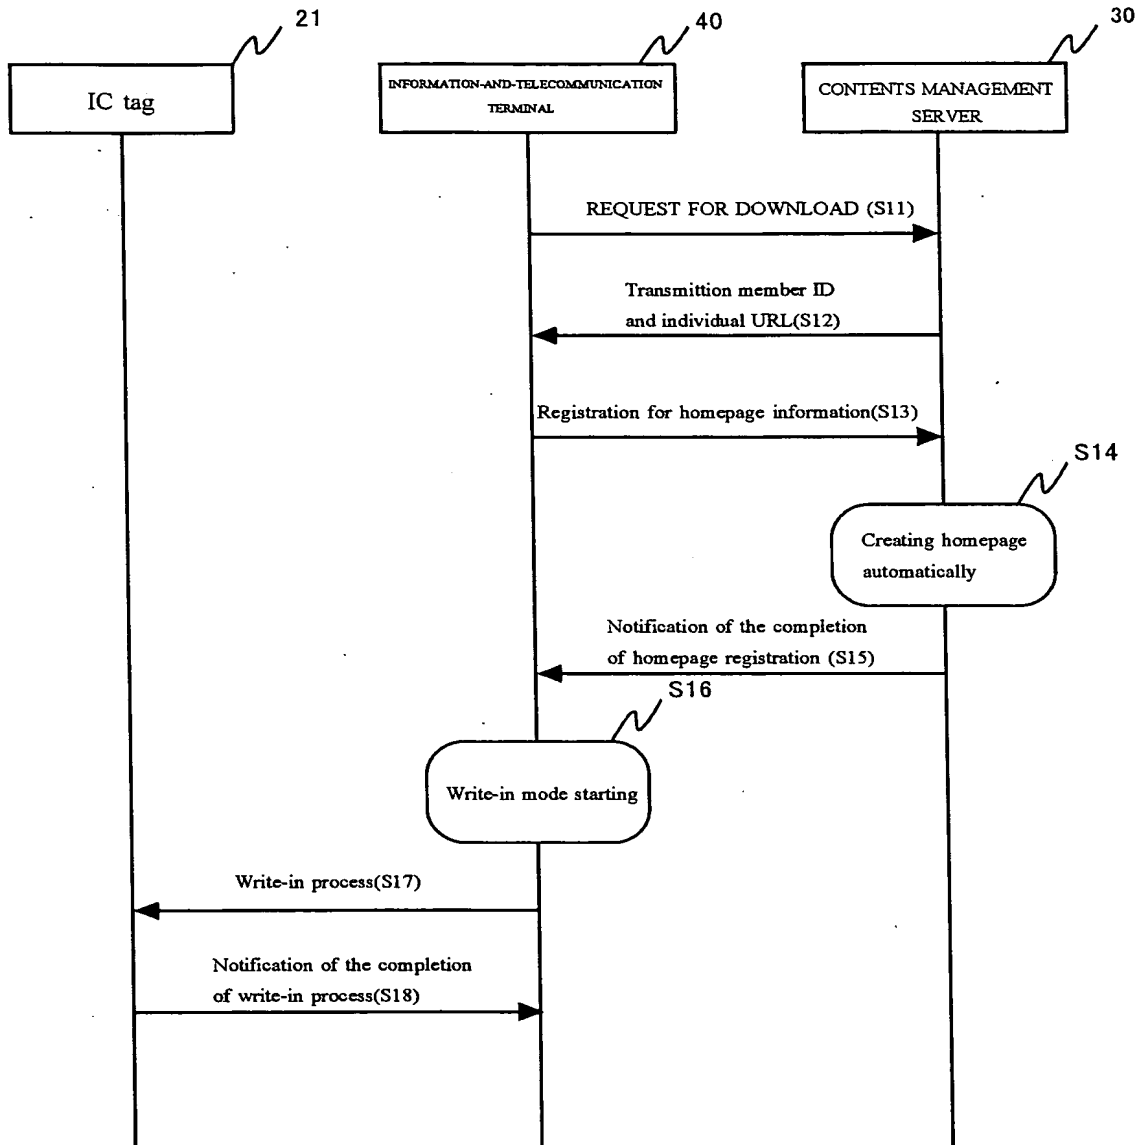 21
40
30
IC tag
INFORMATION-AND-TELECOMMUNICATION
TERMINAL
CONTENTS MANAGEMENT
SERVER
REQUEST FOR DOWNLOAD (S11)
Transmittion member ID
and individual URL(S12)
Registration for homepage information(S13)
S14
Creating homepage
automatically
Notification of the completion
of homepage registration (S15)
S16
Write-in mode starting
Write-in process(S17)
Notification of the completion
of write-in process(S18)